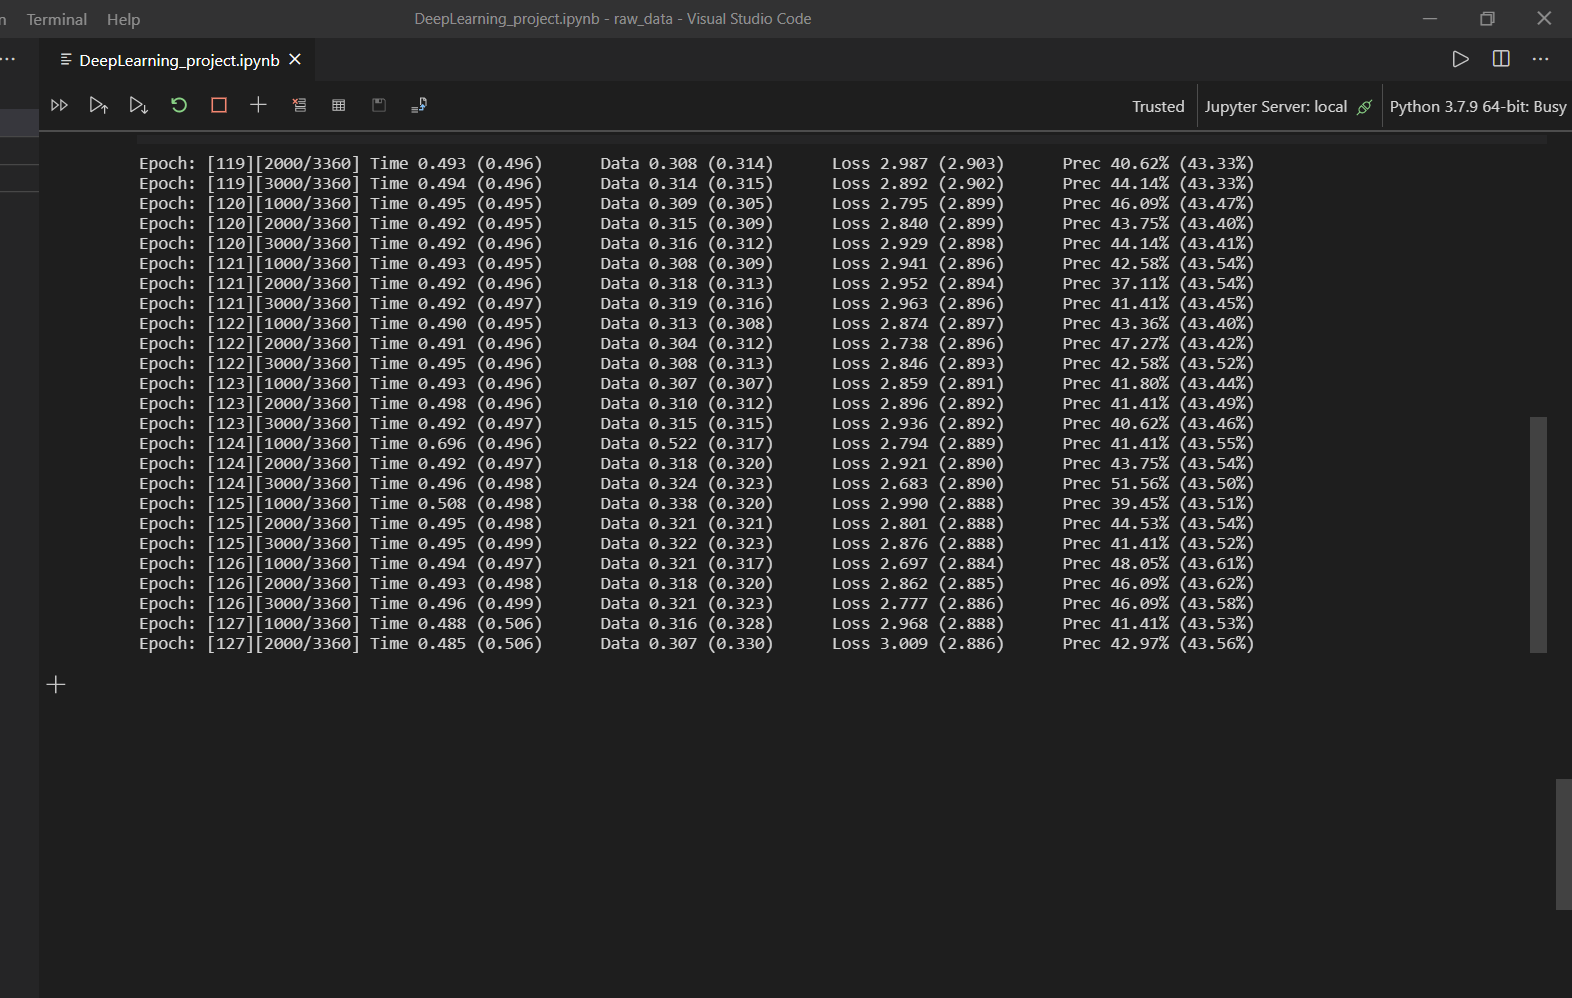 Terminal Help DeepLearning_project.ipynb - raw_data - Visual Studio Code
DeepLearning_project.ipynb
Trusted Jupyter Server: local Python 3.7.9 64-bit: Busy
Epoch: [119][2000/3360] Time 0.493 (0.496) Data 0.308 (0.314) Loss 2.987 (2.903) Prec 40.62% (43.33%)
Epoch: [119][3000/3360] Time 0.494 (0.496) Data 0.314 (0.315) Loss 2.892 (2.902) Prec 44.14% (43.33%)
Epoch: [120][1000/3360] Time 0.495 (0.495) Data 0.309 (0.305) Loss 2.795 (2.899) Prec 46.09% (43.47%)
Epoch: [120][2000/3360] Time 0.492 (0.495) Data 0.315 (0.309) Loss 2.840 (2.899) Prec 43.75% (43.40%)
Epoch: [120][3000/3360] Time 0.492 (0.496) Data 0.316 (0.312) Loss 2.929 (2.898) Prec 44.14% (43.41%)
Epoch: [121][1000/3360] Time 0.493 (0.495) Data 0.308 (0.309) Loss 2.941 (2.896) Prec 42.58% (43.54%)
Epoch: [121][2000/3360] Time 0.492 (0.496) Data 0.318 (0.313) Loss 2.952 (2.894) Prec 37.11% (43.54%)
Epoch: [121][3000/3360] Time 0.492 (0.497) Data 0.319 (0.316) Loss 2.963 (2.896) Prec 41.41% (43.45%)
Epoch: [122][1000/3360] Time 0.490 (0.495) Data 0.313 (0.308) Loss 2.874 (2.897) Prec 43.36% (43.40%)
Epoch: [122][2000/3360] Time 0.491 (0.496) Data 0.304 (0.312) Loss 2.738 (2.896) Prec 47.27% (43.42%)
Epoch: [122][3000/3360] Time 0.495 (0.496) Data 0.308 (0.313) Loss 2.846 (2.893) Prec 42.58% (43.52%)
Epoch: [123][1000/3360] Time 0.493 (0.496) Data 0.307 (0.307) Loss 2.859 (2.891) Prec 41.80% (43.44%)
Epoch: [123][2000/3360] Time 0.498 (0.496) Data 0.310 (0.312) Loss 2.896 (2.892) Prec 41.41% (43.49%)
Epoch: [123][3000/3360] Time 0.492 (0.497) Data 0.315 (0.315) Loss 2.936 (2.892) Prec 40.62% (43.46%)
Epoch: [124][1000/3360] Time 0.696 (0.496) Data 0.522 (0.317) Loss 2.794 (2.889) Prec 41.41% (43.55%)
Epoch: [124][2000/3360] Time 0.492 (0.497) Data 0.318 (0.320) Loss 2.921 (2.890) Prec 43.75% (43.54%)
Epoch: [124][3000/3360] Time 0.496 (0.498) Data 0.324 (0.323) Loss 2.683 (2.890) Prec 51.56% (43.50%)
Epoch: [125][1000/3360] Time 0.508 (0.498) Data 0.338 (0.320) Loss 2.990 (2.888) Prec 39.45% (43.51%)
Epoch: [125][2000/3360] Time 0.495 (0.498) Data 0.321 (0.321) Loss 2.801 (2.888) Prec 44.53% (43.54%)
Epoch: [125][3000/3360] Time 0.495 (0.499) Data 0.322 (0.323) Loss 2.876 (2.888) Prec 41.41% (43.52%)
Epoch: [126][1000/3360] Time 0.494 (0.497) Data 0.321 (0.317) Loss 2.697 (2.884) Prec 48.05% (43.61%)
Epoch: [126][2000/3360] Time 0.493 (0.498) Data 0.318 (0.320) Loss 2.862 (2.885) Prec 46.09% (43.62%)
Epoch: [126][3000/3360] Time 0.496 (0.499) Data 0.321 (0.323) Loss 2.777 (2.886) Prec 46.09% (43.58%)
Epoch: [127][1000/3360] Time 0.488 (0.506) Data 0.316 (0.328) Loss 2.968 (2.888) Prec 41.41% (43.53%)
Epoch: [127][2000/3360] Time 0.485 (0.506) Data 0.307 (0.330) Loss 3.009 (2.886) Prec 42.97% (43.56%)